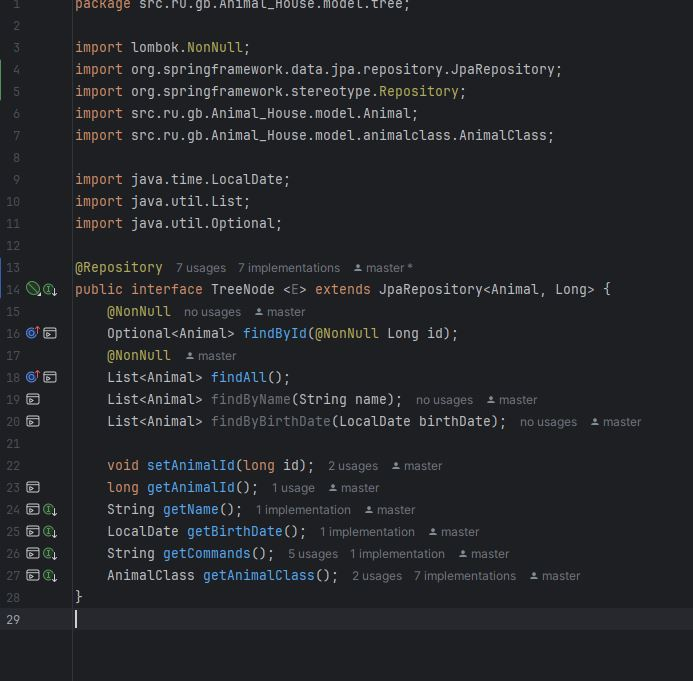 1 package src.ru.gb.Animal_House.model.tree;
2
3 import lombok.NonNull;
4 import org.springframework.data.jpa.repository.JpaRepository;
5 import org.springframework.stereotype.Repository;
6 import src.ru.gb.Animal_House.model.Animal;
7 import src.ru.gb.Animal_House.model.animalclass.AnimalClass;
8
9 import java.time.LocalDate;
10 import java.util.List;
11 import java.util.Optional;
12
13 @Repository 7 usages 7 implementations master *
14 public interface TreeNode <E> extends JpaRepository<Animal, Long> {
15 @NonNull no usages master
16 Optional<Animal> findById(@NonNull Long id);
17 @NonNull master
18 List<Animal> findAll();
19 List<Animal> findByName(String name); no usages master
20 List<Animal> findByBirthDate(LocalDate birthDate); no usages master
21
22 void setAnimalId(long id); 2 usages master
23 long getAnimalId(); 1 usage master
24 String getName(); 1 implementation master
25 LocalDate getBirthDate(); 1 implementation master
26 String getCommands(); 5 usages 1 implementation master
27 AnimalClass getAnimalClass(); 2 usages 7 implementations master
28 }
29